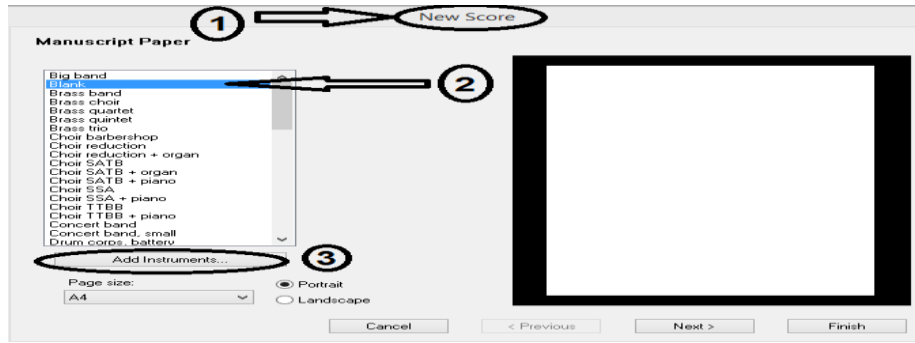 1
New Score
Manuscript Paper
Big band
Blank
2
Brass band
Brass choir
Brass quartet
Brass quintet
Brass trio
Choir barbershop
Choir reduction
Choir reduction + organ
Choir SATB
Choir SATB + organ
Choir SATB + piano
Choir SSA
Choir SSA + piano
Choir TTBB
Choir TTBB + piano
Concert band
Concert band, small
Drum corps, battery
Add Instruments...
3
Page size:
A4
Portrait
Landscape
Cancel
< Previous
Next >
Finish